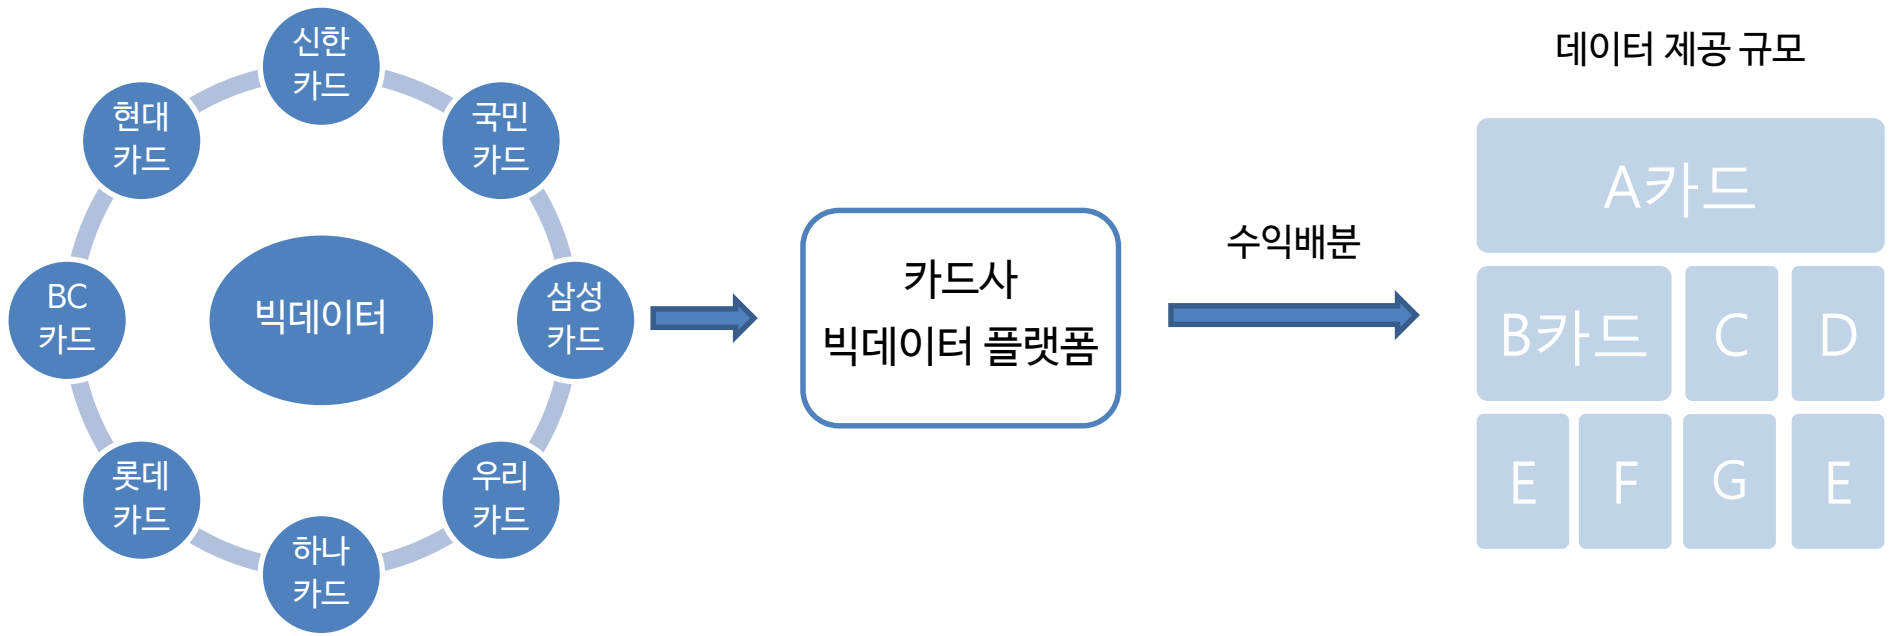 신한
카드
국민
카드
삼성
카드
우리
카드
하나
카드
롯데
카드
BC
카드
현대
카드
빅데이터
카드사
빅데이터 플랫폼
수익배분
데이터 제공 규모
A카드
B카드
C
D
E
F
G
E